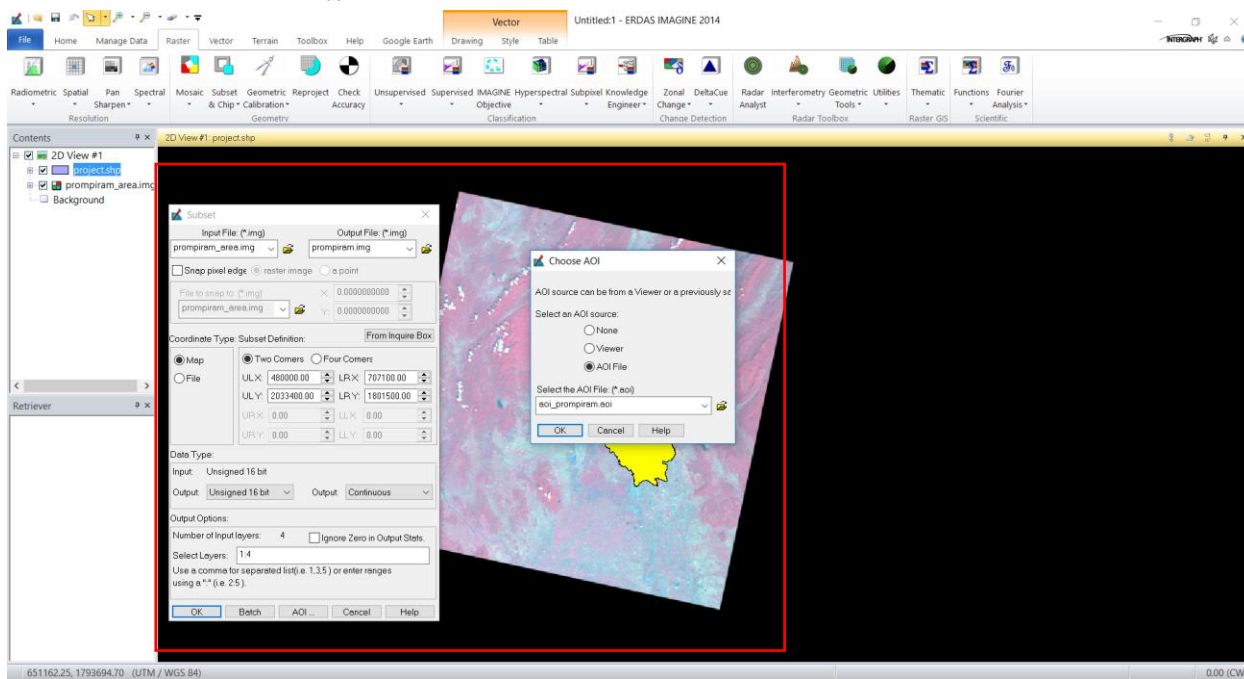 Vector
Untitled:1 - ERDAS IMAGINE 2014
File Home Manage Data Raster Vector Terrain Toolbox Help Google Earth Drawing Style Table
INTERGRAPH
Radiometric Spatial Pan Spectral Mosaic Subset Geometric Reproject Check Unsupervised Supervised IMAGINE Hyperspectral Subpixel Knowledge Zonal DeltaCue Radar Interferometry Geometric Utilities Thematic Functions Fourier
Sharpen & Chip Calibration Accuracy Objective Engineer Change Analyst Tools Analysis
Resolution Geometry Classification Change Detection Radar Toolbox Raster GIS Scientific
Contents
2D View #1: project.shp
2D View #1
project.shp
prompiram_area.img
Background
Retriever
Subset
Input File: (*.img) Output File: (*.img)
prompiram_area.img prompiram.img
Snap pixel edge raster image a point
File to snap to: (*.img) X: 0.0000000000
prompiram_area.img Y: 0.0000000000
From Inquire Box
Coordinate Type: Subset Definition:
Map Two Corners Four Corners
File ULX: 480000.00 LRX: 707100.00
ULY: 2033400.00 LRY: 1801500.00
URX: 0.00 LLX: 0.00
URY: 0.00 LLY: 0.00
Data Type:
Input: Unsigned 16 bit
Output: Unsigned 16 bit Output: Continuous
Output Options:
Number of Input layers: 4 Ignore Zero in Output Stats.
Select Layers: 1:4
Use a comma for separated list(i.e. 1,3,5 ) or enter ranges
using a ":" (i.e. 2:5 ).
OK Batch AOI ... Cancel Help
Choose AOI
AOI source can be from a Viewer or a previously se
Select an AOI source:
None
Viewer
AOI File
Select the AOI File: (*.aoi)
aoi_prompiram.aoi
OK Cancel Help
651162.25, 1793694.70 (UTM / WGS 84)
0.00 (CW